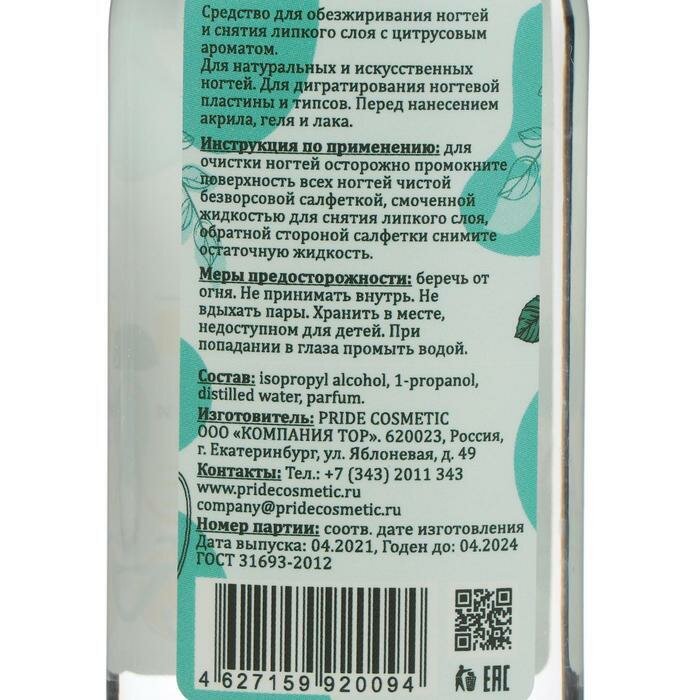 Средство для обезжиривания ногтей
и снятия липкого слоя с цитрусовым
ароматом.
Для натуральных и искусственных
ногтей. Для дигратирования ногтевой
пластины и типсов. Перед нанесением
акрила, геля и лака.
Инструкция по применению: для
очистки ногтей осторожно промокните
поверхность всех ногтей чистой
безворсовой салфеткой, смоченной
жидкостью для снятия липкого слоя,
обратной стороной салфетки снимите
остаточную жидкость.
Меры предосторожности: беречь от
огня. Не принимать внутрь. Не
вдыхать пары. Хранить в месте,
недоступном для детей. При
попадании в глаза промыть водой.
Состав: isopropyl alcohol, 1-propanol,
distilled water, parfum.
Изготовитель: PRIDE COSMETIC
ООО «КОМПАНИЯ ТОР». 620023, Россия,
г. Екатеринбург, ул. Яблоневая, д. 49
Контакты: Тел.: +7 (343) 2011 343
www.pridecosmetic.ru
company@pridecosmetic.ru
Номер партии: соотв. дате изготовления
Дата выпуска: 04.2021, Годен до: 04.2024
ГОСТ 31693-2012
4 627159 920094
EAC